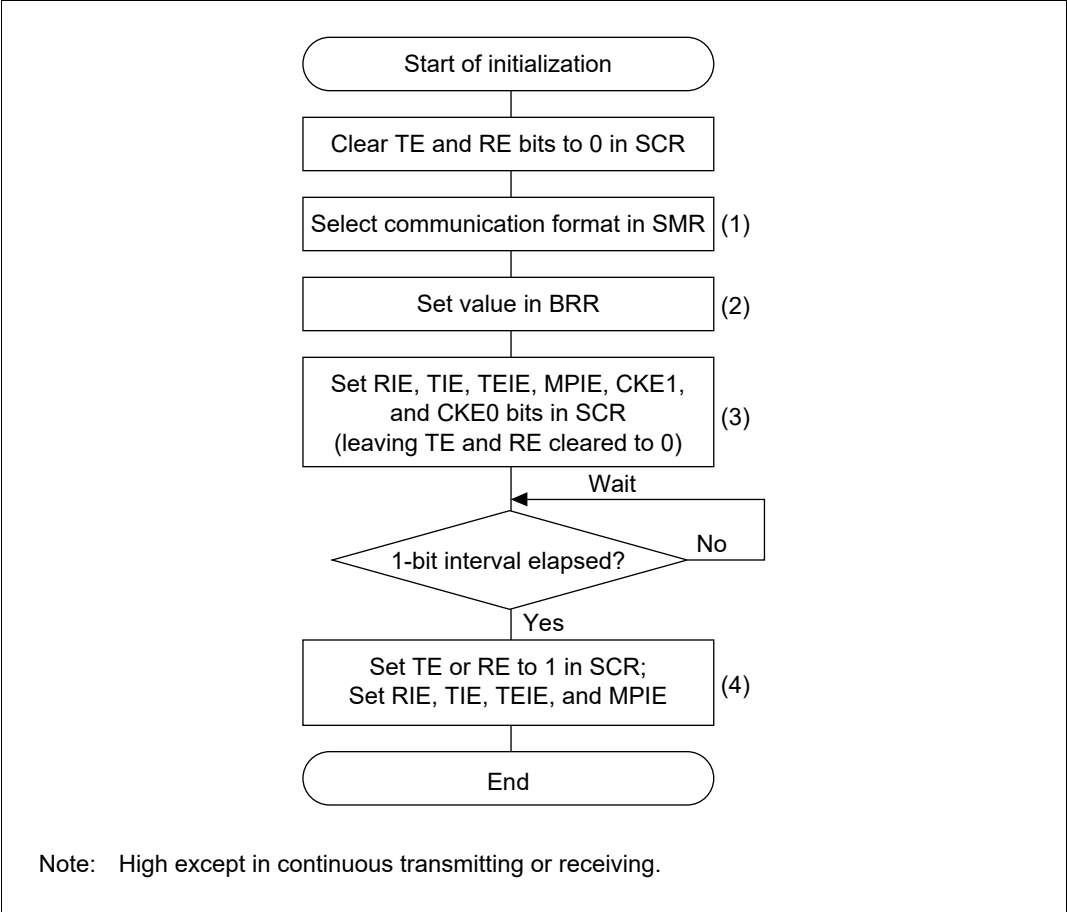 Start of initialization
Clear TE and RE bits to 0 in SCR
Select communication format in SMR
(1)
Set value in BRR
(2)
Set RIE, TIE, TEIE, MPIE, CKE1,
and CKE0 bits in SCR
(leaving TE and RE cleared to 0)
(3)
Wait
1-bit interval elapsed?
No
Yes
Set TE or RE to 1 in SCR;
Set RIE, TIE, TEIE, and MPIE
(4)
End
Note: High except in continuous transmitting or receiving.